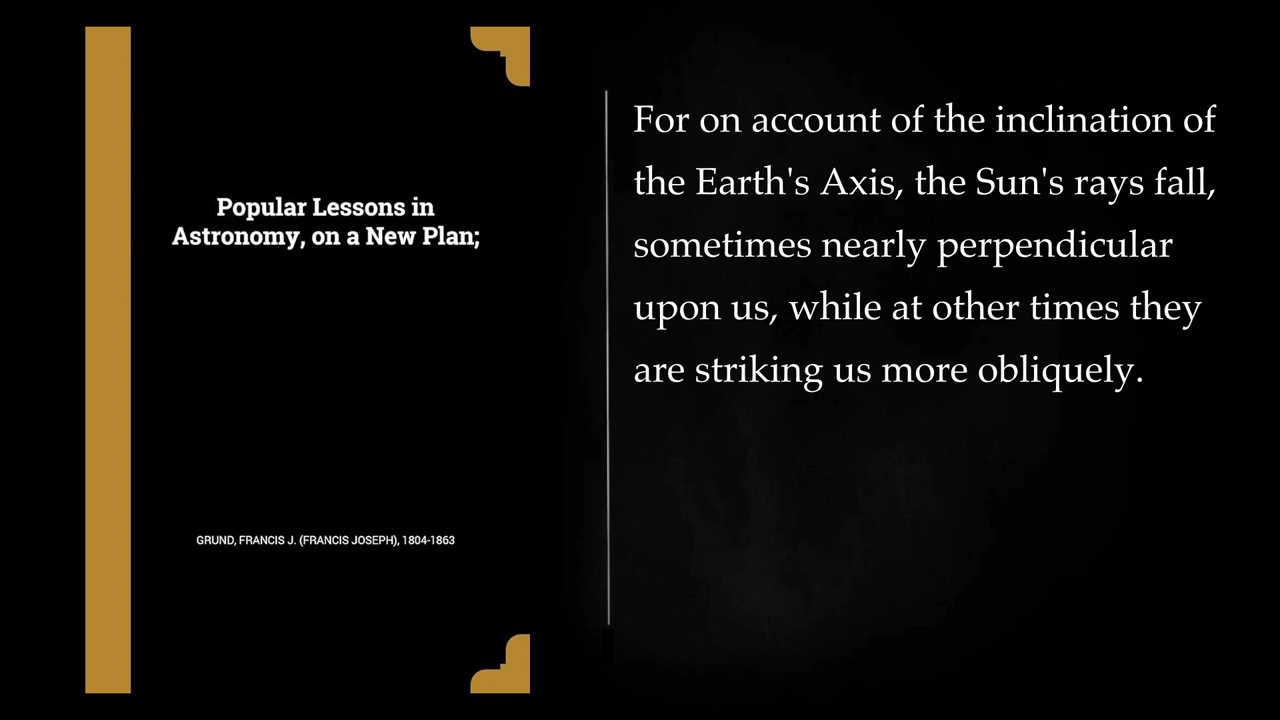 Popular Lessons in
Astronomy, on a New Plan;
GRUND, FRANCIS J. (FRANCIS JOSEPH), 1804-1863
For on account of the inclination of
the Earth's Axis, the Sun's rays fall,
sometimes nearly perpendicular
upon us, while at other times they
are striking us more obliquely.